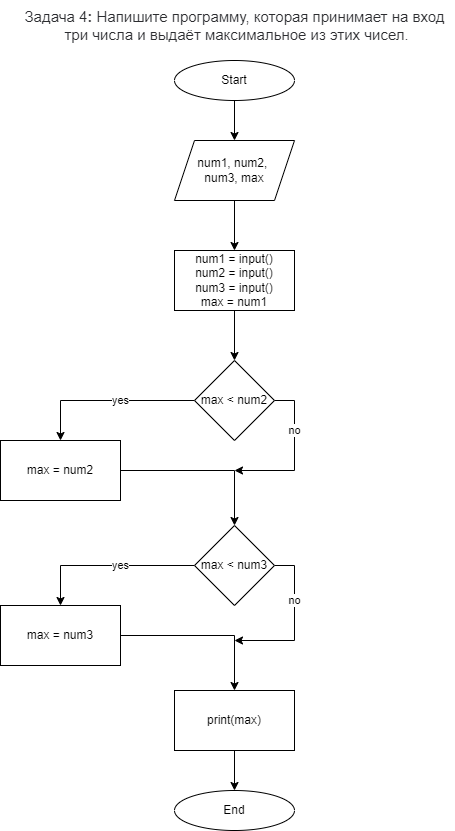 Задача 4: Напишите программу, которая принимает на вход
три числа и выдаёт максимальное из этих чисел.
Start
num1, num2,
num3, max
num1 = input()
num2 = input()
num3 = input()
max = num1
max < num2
yes
no
max = num2
max < num3
yes
no
max = num3
print(max)
End